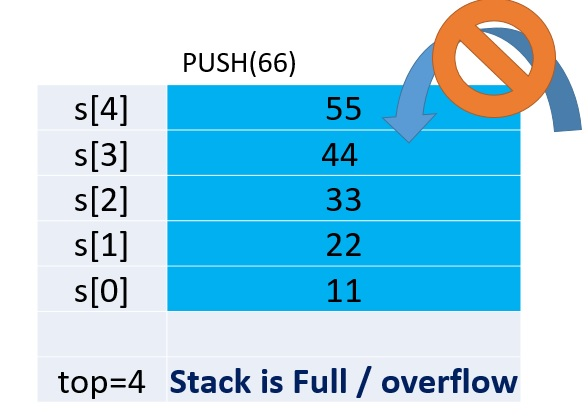 PUSH(66)
s[4] 55
s[3] 44
s[2] 33
s[1] 22
s[0] 11
top=4 Stack is Full / overflow